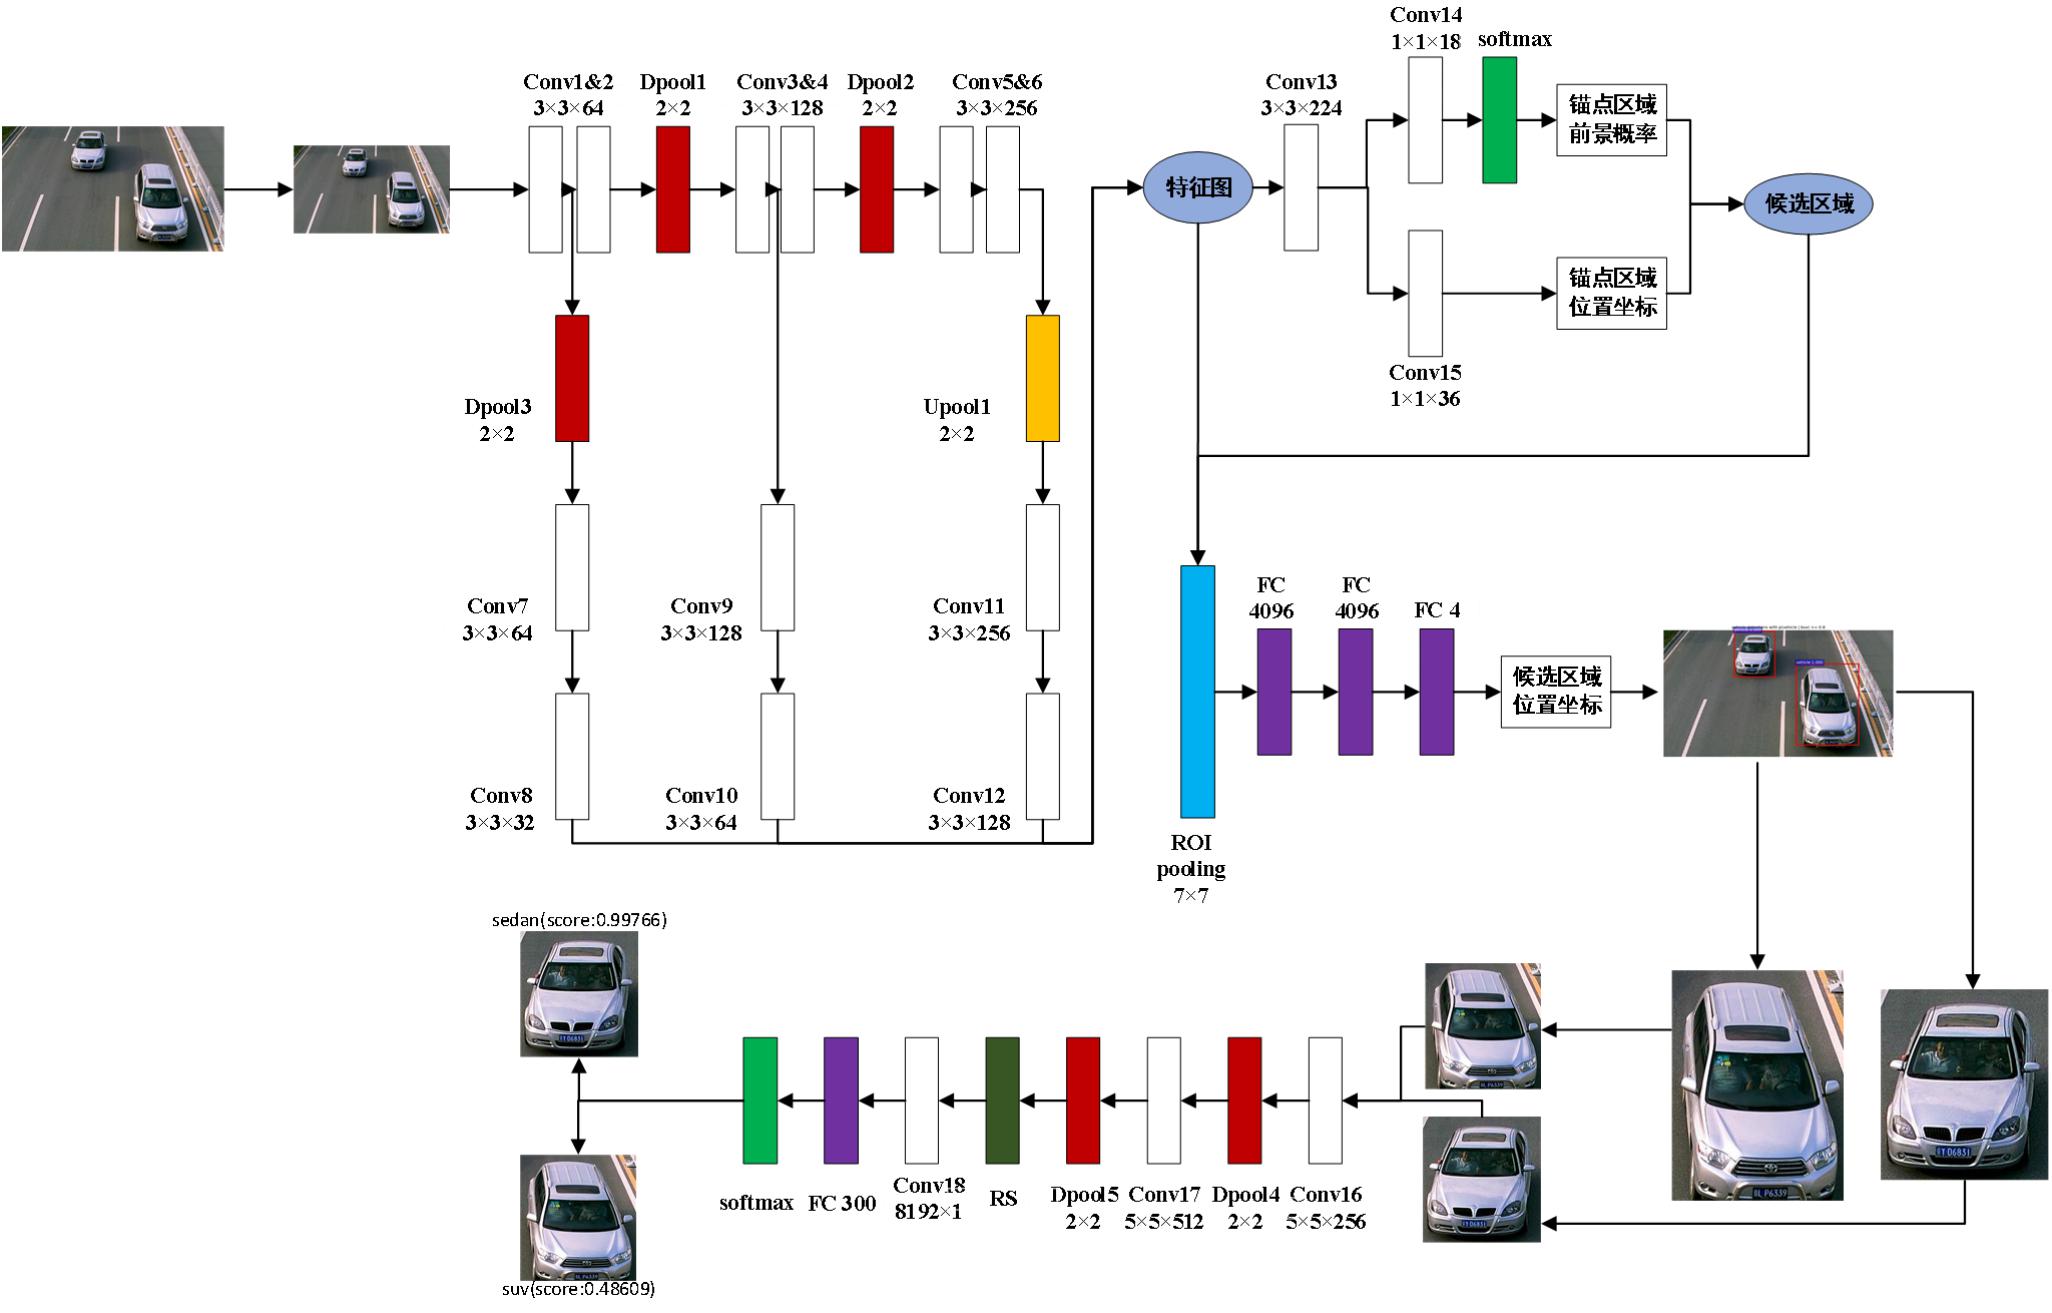 Conv1&2
3×3×64
Dpool1
2×2
Conv3&4
3×3×128
Dpool2
2×2
Conv5&6
3×3×256
Conv13
3×3×224
Conv14
1×1×18
softmax
锚点区域
前景概率
特征图
候选区域
锚点区域
位置坐标
Conv15
1×1×36
Dpool3
2×2
Upool1
2×2
Conv7
3×3×64
Conv9
3×3×128
Conv11
3×3×256
Conv8
3×3×32
Conv10
3×3×64
Conv12
3×3×128
ROI
pooling
7×7
FC
4096
FC
4096
FC 4
候选区域
位置坐标
sedan(score:0.99766)
suv(score:0.48609)
softmax
FC 300
Conv18
8192×1
RS
Dpool5
2×2
Conv17
5×5×512
Dpool4
2×2
Conv16
5×5×256